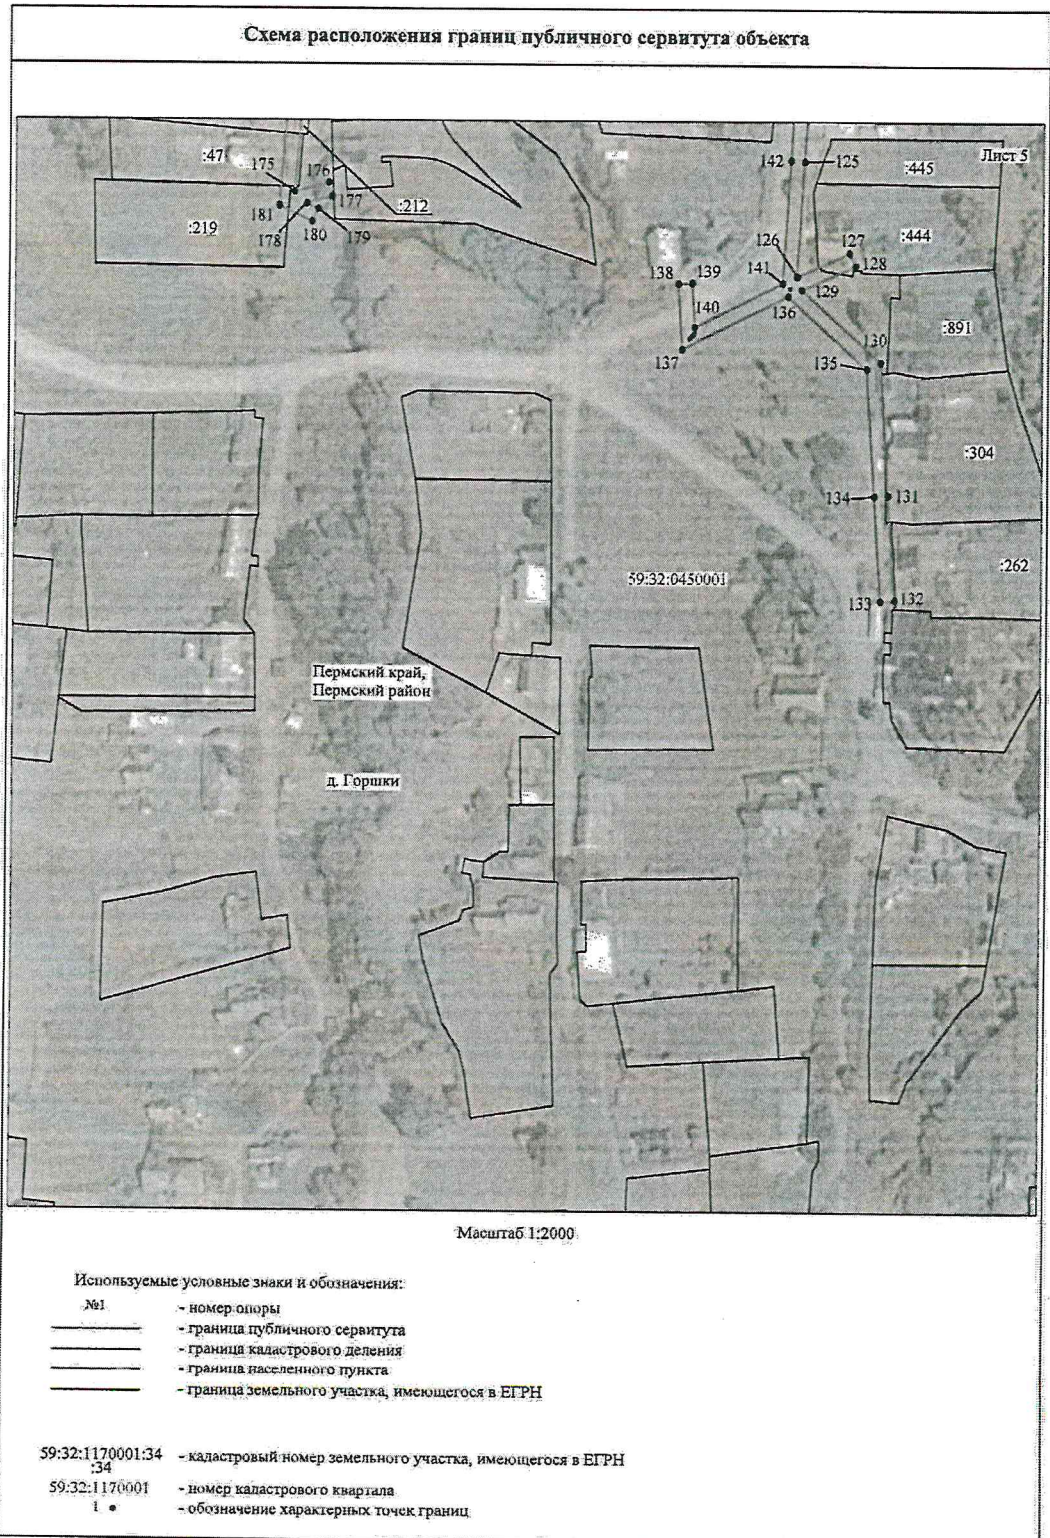 Схема расположения границ публичного сервитута объекта
Лист 5
:47
175
176
177
:212
181
:219
178
180
179
142
125
:445
127
:444
126
128
138
139
141
129
136
140
137
:891
130
135
:304
134
131
59:32:0450001
:262
133
132
Пермский край,
Пермский район
д. Горшки
Масштаб 1:2000
Используемые условные знаки и обозначения:
№1 - номер опоры
- граница публичного сервитута
- граница кадастрового деления
- граница населенного пункта
- граница земельного участка, имеющегося в ЕГРН
59:32:1170001:34 - кадастровый номер земельного участка, имеющегося в ЕГРН
:34
59:32:1170001 - номер кадастрового квартала
1 • - обозначение характерных точек границ